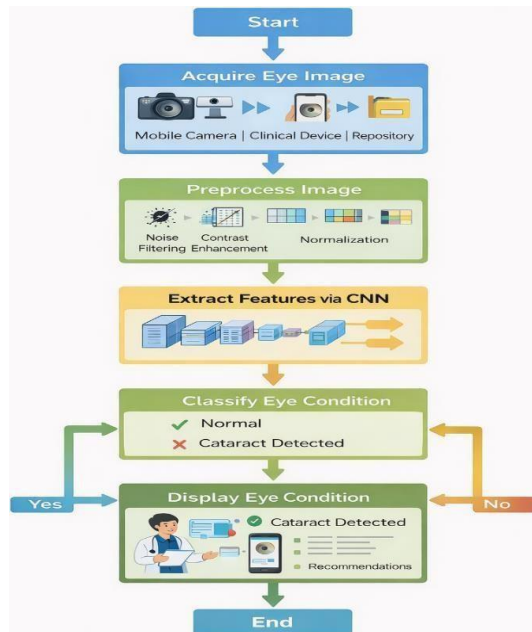 Start
Acquire Eye Image
Mobile Camera | Clinical Device | Repository
Preprocess Image
Noise Filtering
Contrast Enhancement
Normalization
Extract Features via CNN
Classify Eye Condition
✓ Normal
✗ Cataract Detected
Yes
No
Display Eye Condition
Cataract Detected
Recommendations
End